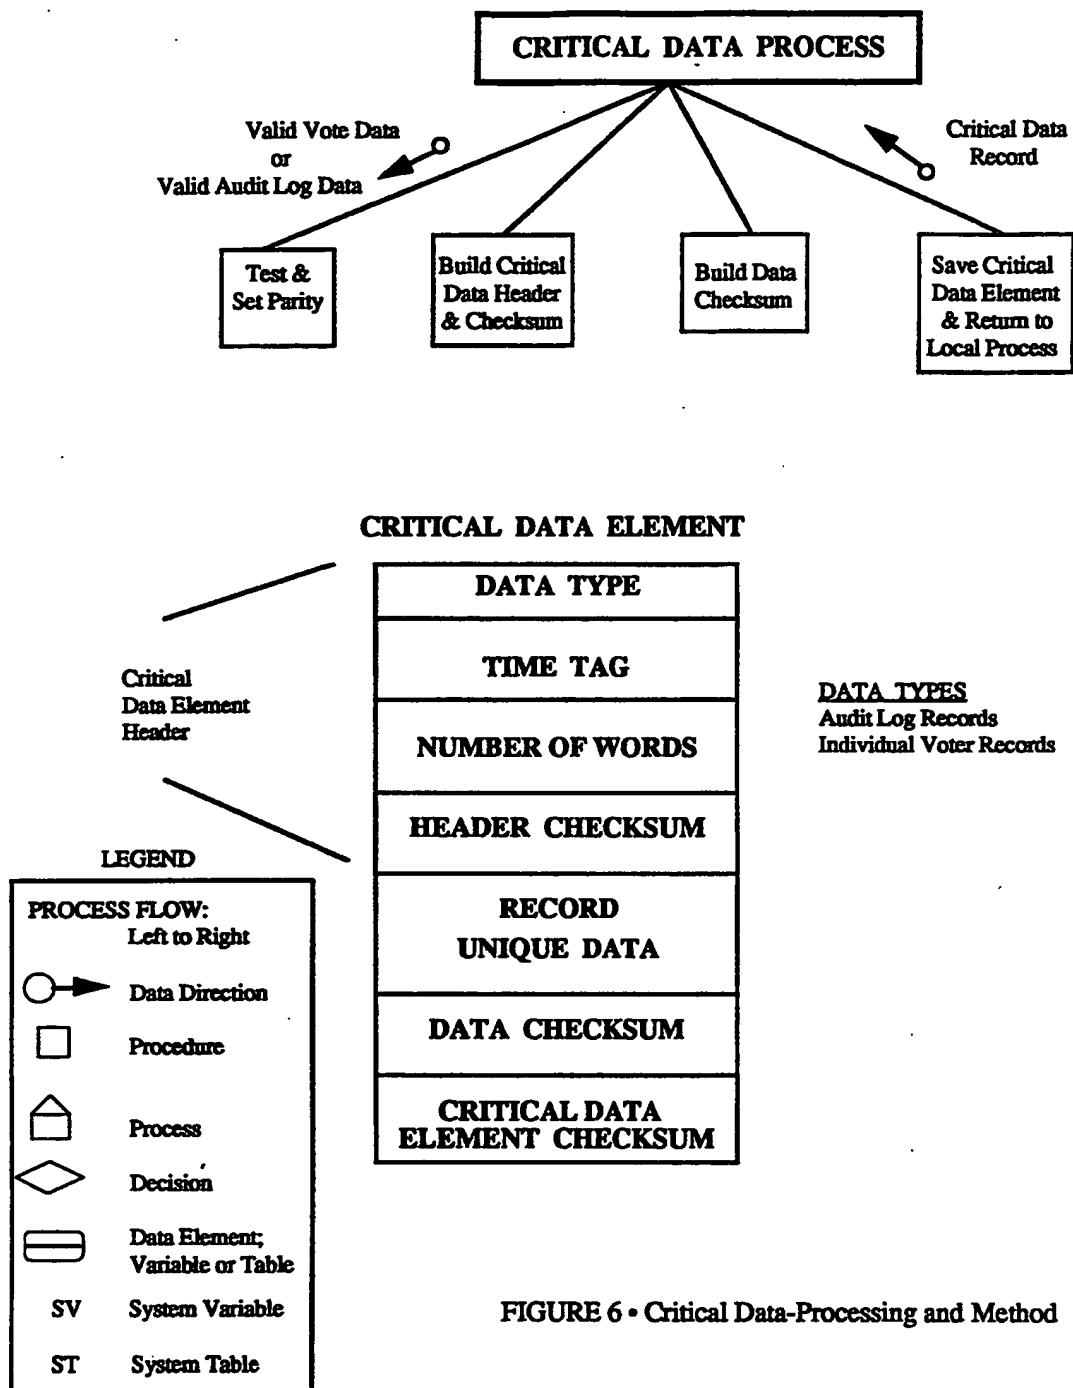 CRITICAL DATA PROCESS
Valid Vote Data
or
Valid Audit Log Data
Critical Data
Record
Test &
Set Parity
Build Critical
Data Header
& Checksum
Build Data
Checksum
Save Critical
Data Element
& Return to
Local Process
CRITICAL DATA ELEMENT
DATA TYPE
TIME TAG
NUMBER OF WORDS
HEADER CHECKSUM
RECORD
UNIQUE DATA
DATA CHECKSUM
CRITICAL DATA
ELEMENT CHECKSUM
Critical
Data Element
Header
DATA TYPES
Audit Log Records
Individual Voter Records
LEGEND
PROCESS FLOW:
Left to Right
Data Direction
Procedure
Process
Decision
Data Element;
Variable or Table
SV System Variable
ST System Table
FIGURE 6 • Critical Data-Processing and Method